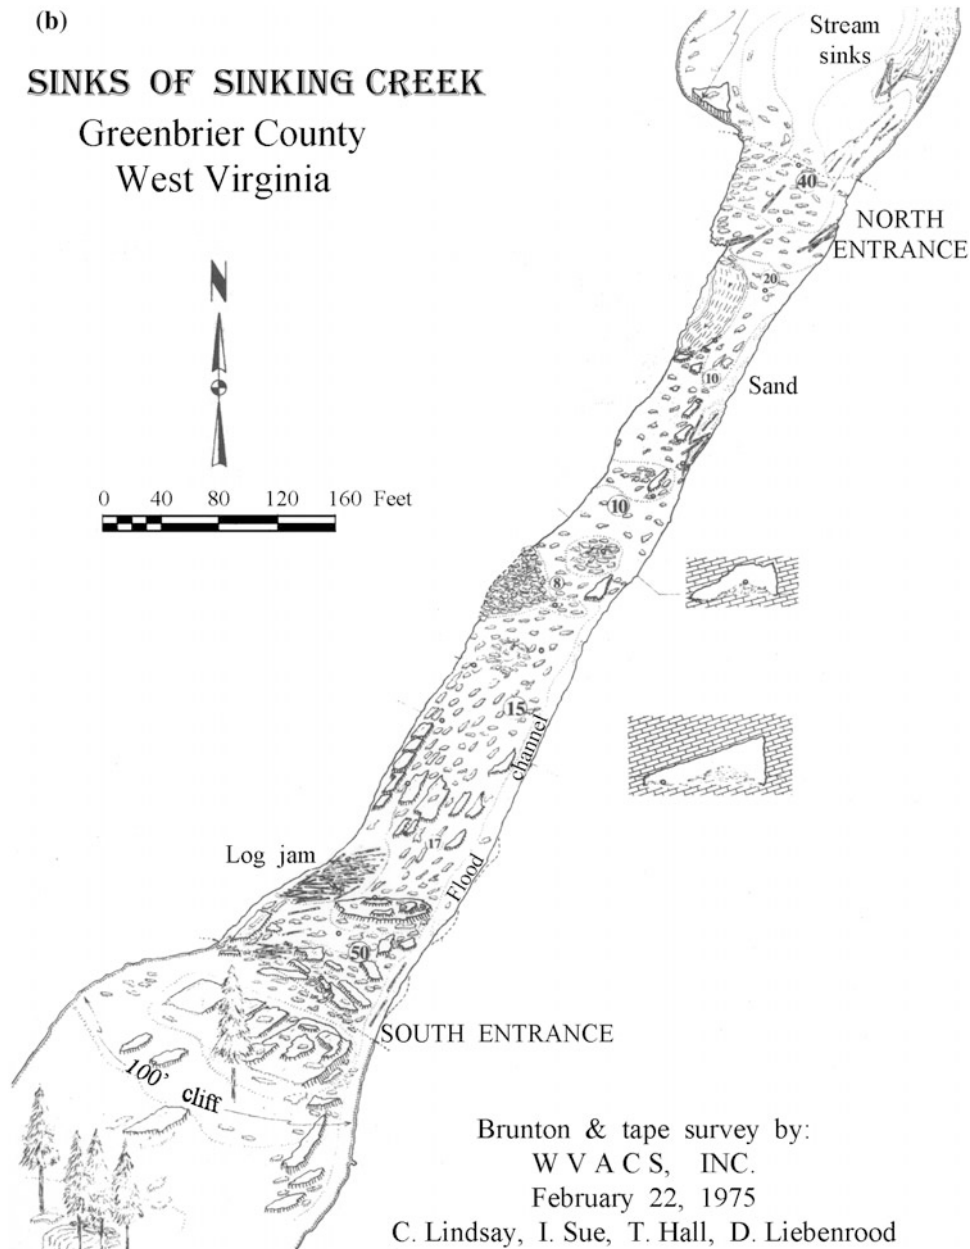 (b)
SINKS OF SINKING CREEK
Greenbrier County
West Virginia
Stream
sinks
40
NORTH
ENTRANCE
20
N
10
Sand
0 40 80 120 160 Feet
10
8
15
channel
17
Flood
Log jam
50
SOUTH ENTRANCE
100' cliff
Brunton & tape survey by:
W V A C S, INC.
February 22, 1975
C. Lindsay, I. Sue, T. Hall, D. Liebenrood